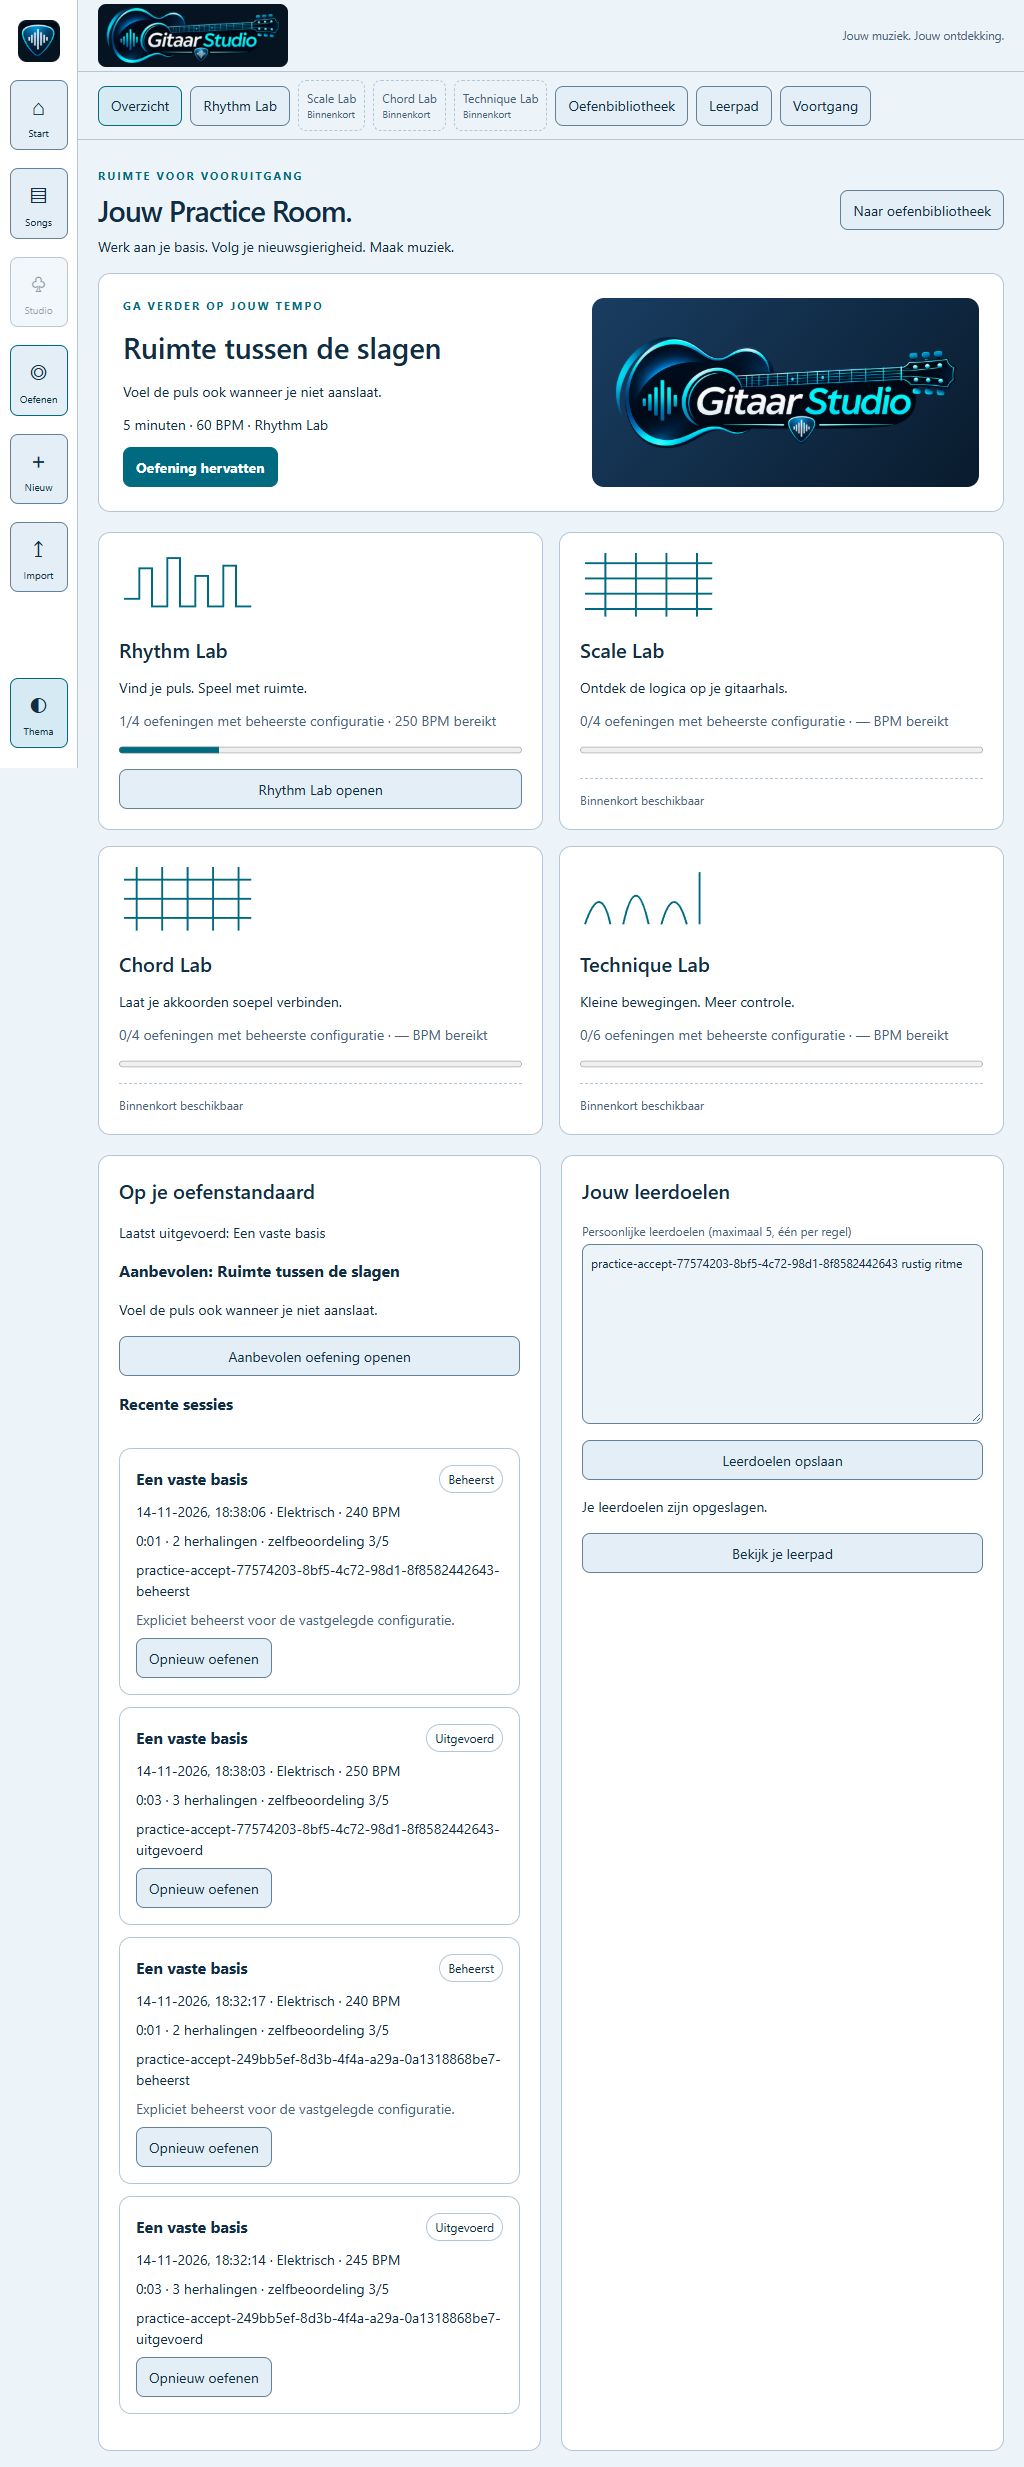 Gitaar Studio
Jouw muziek. Jouw ontdekking.
Start
Songs
Studio
Oefenen
Nieuw
Import
Thema
Overzicht
Rhythm Lab
Scale Lab
Binnenkort
Chord Lab
Binnenkort
Technique Lab
Binnenkort
Oefenbibliotheek
Leerpad
Voortgang
RUIMTE VOOR VOORUITGANG
Jouw Practice Room.
Werk aan je basis. Volg je nieuwsgierigheid. Maak muziek.
Naar oefenbibliotheek
GA VERDER OP JOUW TEMPO
Ruimte tussen de slagen
Voel de puls ook wanneer je niet aanslaat.
5 minuten · 60 BPM · Rhythm Lab
Oefening hervatten
Gitaar Studio
Rhythm Lab
Vind je puls. Speel met ruimte.
1/4 oefeningen met beheerste configuratie · 250 BPM bereikt
Rhythm Lab openen
Scale Lab
Ontdek de logica op je gitaarhals.
0/4 oefeningen met beheerste configuratie · — BPM bereikt
Binnenkort beschikbaar
Chord Lab
Laat je akkoorden soepel verbinden.
0/4 oefeningen met beheerste configuratie · — BPM bereikt
Binnenkort beschikbaar
Technique Lab
Kleine bewegingen. Meer controle.
0/6 oefeningen met beheerste configuratie · — BPM bereikt
Binnenkort beschikbaar
Op je oefenstandaard
Laatst uitgevoerd: Een vaste basis
Aanbevolen: Ruimte tussen de slagen
Voel de puls ook wanneer je niet aanslaat.
Aanbevolen oefening openen
Recente sessies
Een vaste basis
Beheerst
14-11-2026, 18:38:06 · Elektrisch · 240 BPM
0:01 · 2 herhalingen · zelfbeoordeling 3/5
practice-accept-77574203-8bf5-4c72-98d1-8f8582442643-
beheerst
Expliciet beheerst voor de vastgelegde configuratie.
Opnieuw oefenen
Een vaste basis
Uitgevoerd
14-11-2026, 18:38:03 · Elektrisch · 250 BPM
0:03 · 3 herhalingen · zelfbeoordeling 3/5
practice-accept-77574203-8bf5-4c72-98d1-8f8582442643-
uitgevoerd
Opnieuw oefenen
Een vaste basis
Beheerst
14-11-2026, 18:32:17 · Elektrisch · 240 BPM
0:01 · 2 herhalingen · zelfbeoordeling 3/5
practice-accept-249bb5ef-8d3b-4f4a-a29a-0a1318868be7-
beheerst
Expliciet beheerst voor de vastgelegde configuratie.
Opnieuw oefenen
Een vaste basis
Uitgevoerd
14-11-2026, 18:32:14 · Elektrisch · 245 BPM
0:03 · 3 herhalingen · zelfbeoordeling 3/5
practice-accept-249bb5ef-8d3b-4f4a-a29a-0a1318868be7-
uitgevoerd
Opnieuw oefenen
Jouw leerdoelen
Persoonlijke leerdoelen (maximaal 5, één per regel)
practice-accept-77574203-8bf5-4c72-98d1-8f8582442643 rustig ritme
Leerdoelen opslaan
Je leerdoelen zijn opgeslagen.
Bekijk je leerpad